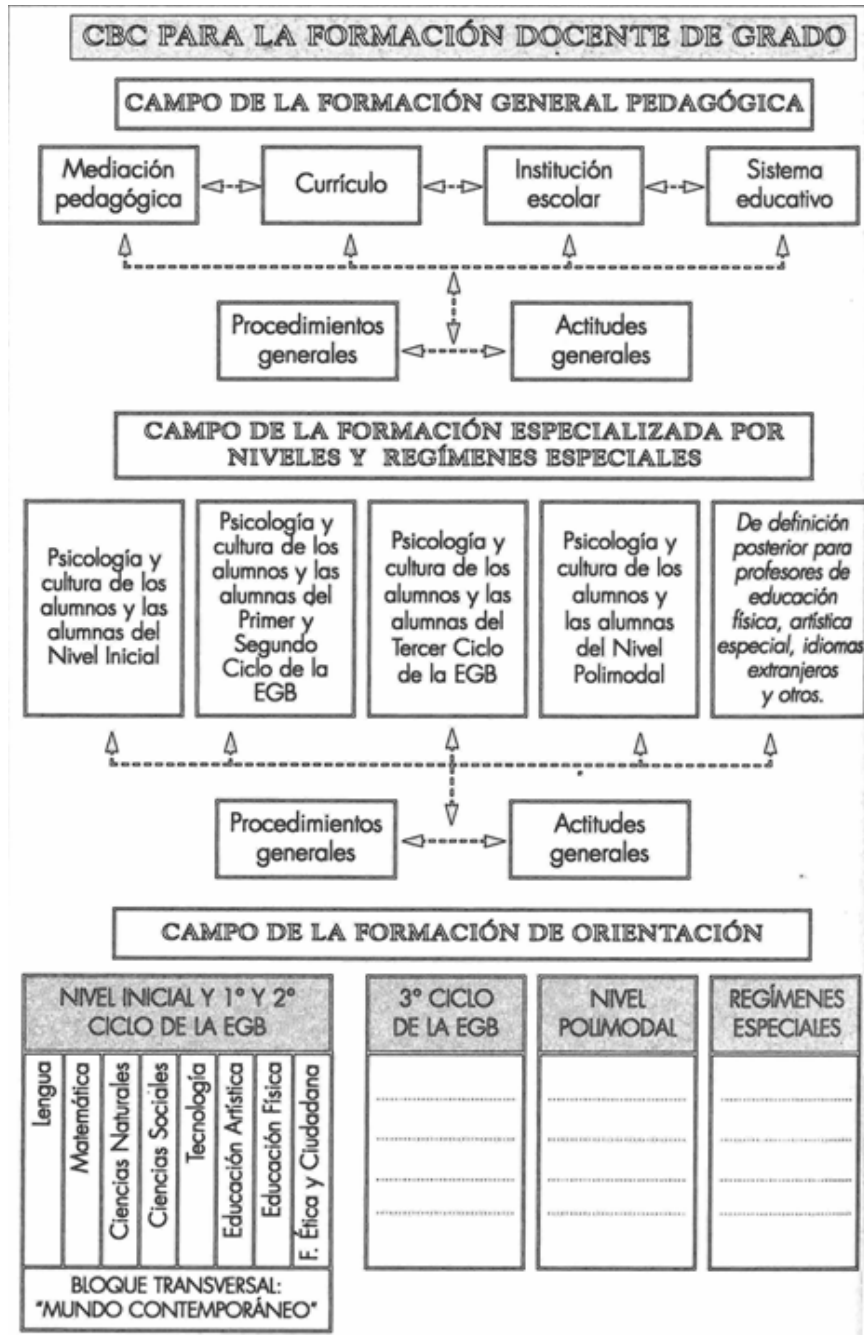 CBC PARA LA FORMACIÓN DOCENTE DE GRADO
CAMPO DE LA FORMACIÓN GENERAL PEDAGÓGICA
Mediación
pedagógica
Currículo
Institución
escolar
Sistema
educativo
Procedimientos
generales
Actitudes
generales
CAMPO DE LA FORMACIÓN ESPECIALIZADA POR
NIVELES Y REGÍMENES ESPECIALES
Psicología y
cultura de los
alumnos y las
alumnas del
Nivel Inicial
Psicología y
cultura de los
alumnos y las
alumnas del
Primer y
Segundo
Ciclo de la
EGB
Psicología y
cultura de los
alumnos y las
alumnas del
Tercer Ciclo
de la EGB
Psicología y
cultura de los
alumnos y
las alumnas
del Nivel
Polimodal
De definición
posterior para
profesores de
educación
física, artística
especial, idiomas
extranjeros
y otros.
Procedimientos
generales
Actitudes
generales
CAMPO DE LA FORMACIÓN DE ORIENTACIÓN
NIVEL INICIAL Y 1º Y 2º
CICLO DE LA EGB
Lengua
Matemática
Ciencias Naturales
Ciencias Sociales
Tecnología
Educación Artística
Educación Física
F. Ética y Ciudadana
BLOQUE TRANSVERSAL:
"MUNDO CONTEMPORÁNEO"
3º CICLO
DE LA EGB
NIVEL
POLIMODAL
REGÍMENES
ESPECIALES